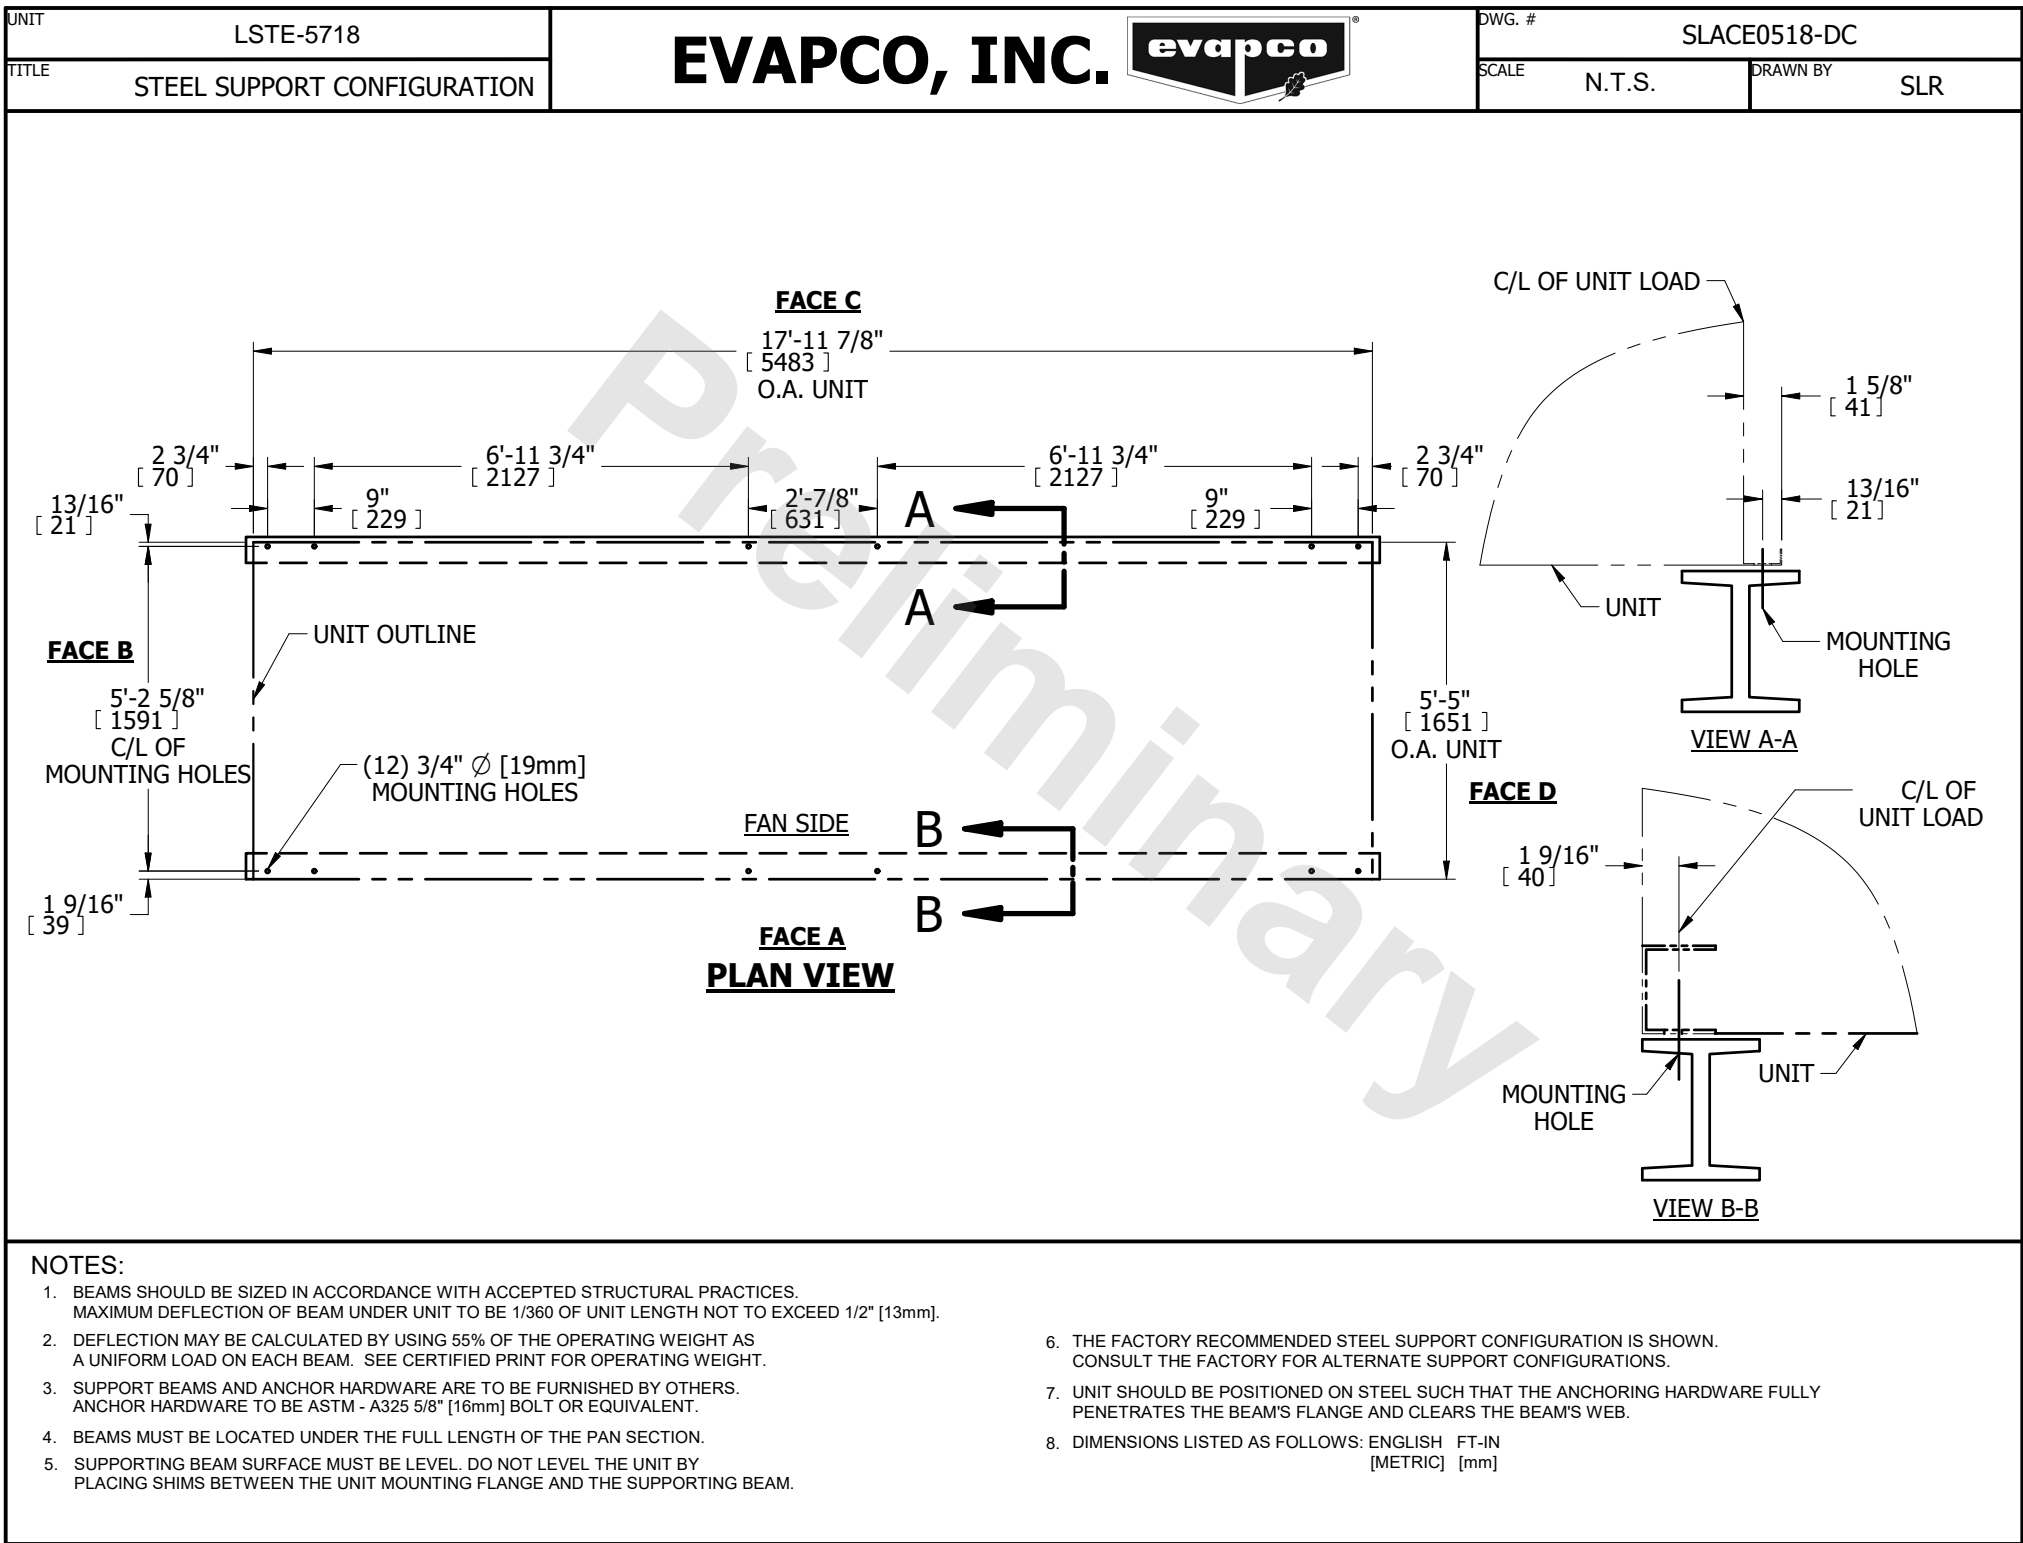 UNIT
LSTE-5718
TITLE
STEEL SUPPORT CONFIGURATION
EVAPCO, INC.
evapco
®
DWG. #
SLACE0518-DC
SCALE
N.T.S.
DRAWN BY
SLR
FACE C
17'-11 7/8"
[ 5483 ]
O.A. UNIT
2 3/4"
[ 70 ]
6'-11 3/4"
[ 2127 ]
6'-11 3/4"
[ 2127 ]
2 3/4"
[ 70 ]
13/16"
[ 21 ]
9"
[ 229 ]
2'-7/8"
[ 631 ]
9"
[ 229 ]
A
A
UNIT OUTLINE
FACE B
5'-2 5/8"
[ 1591 ]
C/L OF
MOUNTING HOLES
(12) 3/4" ∅ [19mm]
MOUNTING HOLES
5'-5"
[ 1651 ]
O.A. UNIT
FACE D
FAN SIDE
B
B
1 9/16"
[ 39 ]
FACE A
PLAN VIEW
Preliminary
C/L OF UNIT LOAD
1 5/8"
[ 41 ]
13/16"
[ 21 ]
UNIT
MOUNTING
HOLE
VIEW A-A
C/L OF
UNIT LOAD
1 9/16"
[ 40 ]
UNIT
MOUNTING
HOLE
VIEW B-B
NOTES:
1. BEAMS SHOULD BE SIZED IN ACCORDANCE WITH ACCEPTED STRUCTURAL PRACTICES.
MAXIMUM DEFLECTION OF BEAM UNDER UNIT TO BE 1/360 OF UNIT LENGTH NOT TO EXCEED 1/2" [13mm].
2. DEFLECTION MAY BE CALCULATED BY USING 55% OF THE OPERATING WEIGHT AS
A UNIFORM LOAD ON EACH BEAM. SEE CERTIFIED PRINT FOR OPERATING WEIGHT.
3. SUPPORT BEAMS AND ANCHOR HARDWARE ARE TO BE FURNISHED BY OTHERS.
ANCHOR HARDWARE TO BE ASTM - A325 5/8" [16mm] BOLT OR EQUIVALENT.
4. BEAMS MUST BE LOCATED UNDER THE FULL LENGTH OF THE PAN SECTION.
5. SUPPORTING BEAM SURFACE MUST BE LEVEL. DO NOT LEVEL THE UNIT BY
PLACING SHIMS BETWEEN THE UNIT MOUNTING FLANGE AND THE SUPPORTING BEAM.
6. THE FACTORY RECOMMENDED STEEL SUPPORT CONFIGURATION IS SHOWN.
CONSULT THE FACTORY FOR ALTERNATE SUPPORT CONFIGURATIONS.
7. UNIT SHOULD BE POSITIONED ON STEEL SUCH THAT THE ANCHORING HARDWARE FULLY
PENETRATES THE BEAM'S FLANGE AND CLEARS THE BEAM'S WEB.
8. DIMENSIONS LISTED AS FOLLOWS: ENGLISH FT-IN
[METRIC] [mm]